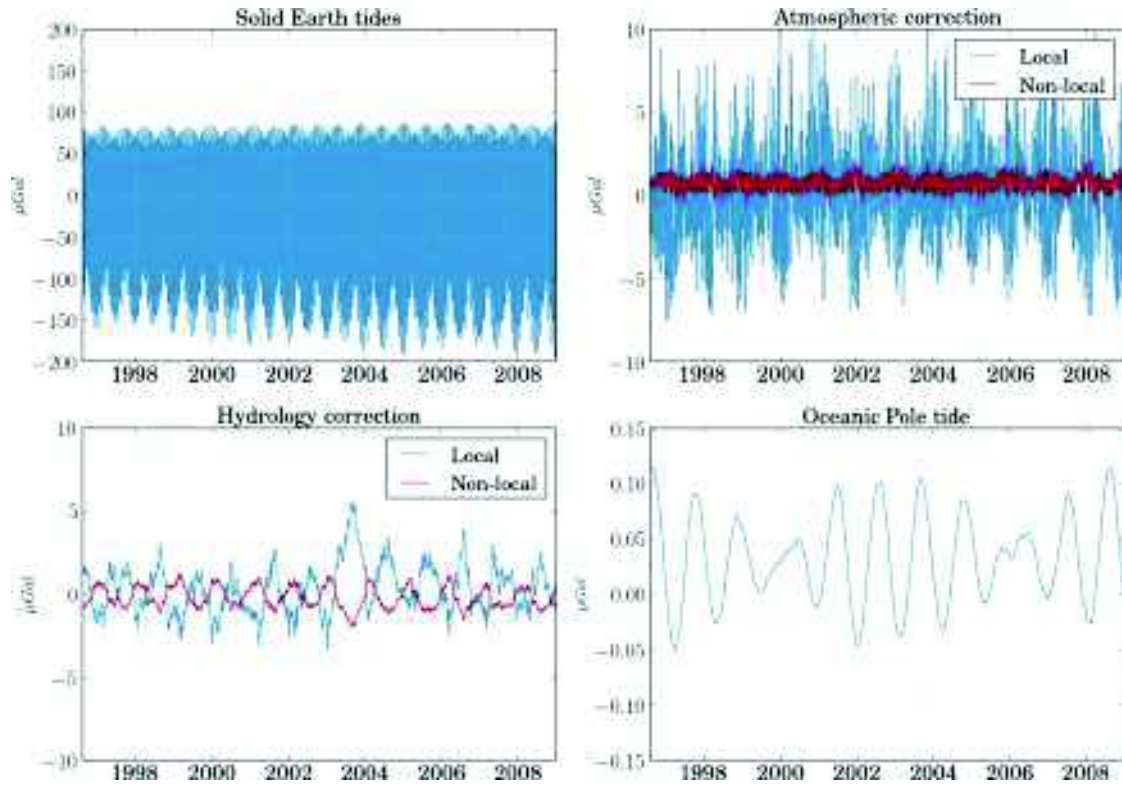 Solid Earth tides
200
150
100
50
0
−50
−100
−150
−200
μGal
1998 2000 2002 2004 2006 2008
Atmospheric correction
10
5
0
−5
−10
μGal
Local
Non-local
1998 2000 2002 2004 2006 2008
Hydrology correction
10
5
0
−5
−10
μGal
Local
Non-local
1998 2000 2002 2004 2006 2008
Oceanic Pole tide
0.15
0.10
0.05
0.00
−0.05
−0.10
−0.15
μGal
1998 2000 2002 2004 2006 2008